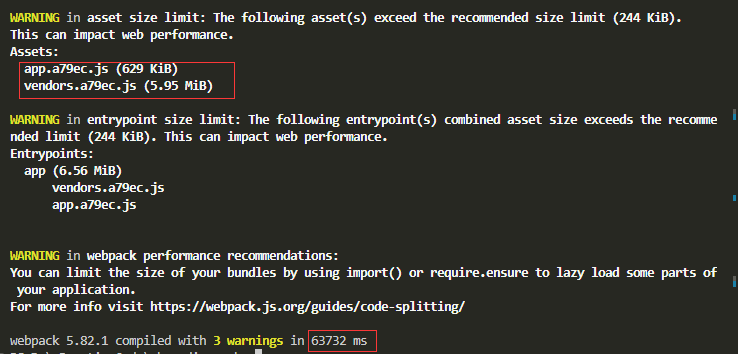 WARNING in asset size limit: The following asset(s) exceed the recommended size limit (244 KiB).
This can impact web performance.
Assets:
  app.a79ec.js (629 KiB)
  vendors.a79ec.js (5.95 MiB)
WARNING in entrypoint size limit: The following entrypoint(s) combined asset size exceeds the recomme
nded limit (244 KiB). This can impact web performance.
Entrypoints:
  app (6.56 MiB)
      vendors.a79ec.js
      app.a79ec.js
WARNING in webpack performance recommendations:
You can limit the size of your bundles by using import() or require.ensure to lazy load some parts of
 your application.
For more info visit https://webpack.js.org/guides/code-splitting/
webpack 5.82.1 compiled with 3 warnings in 63732 ms